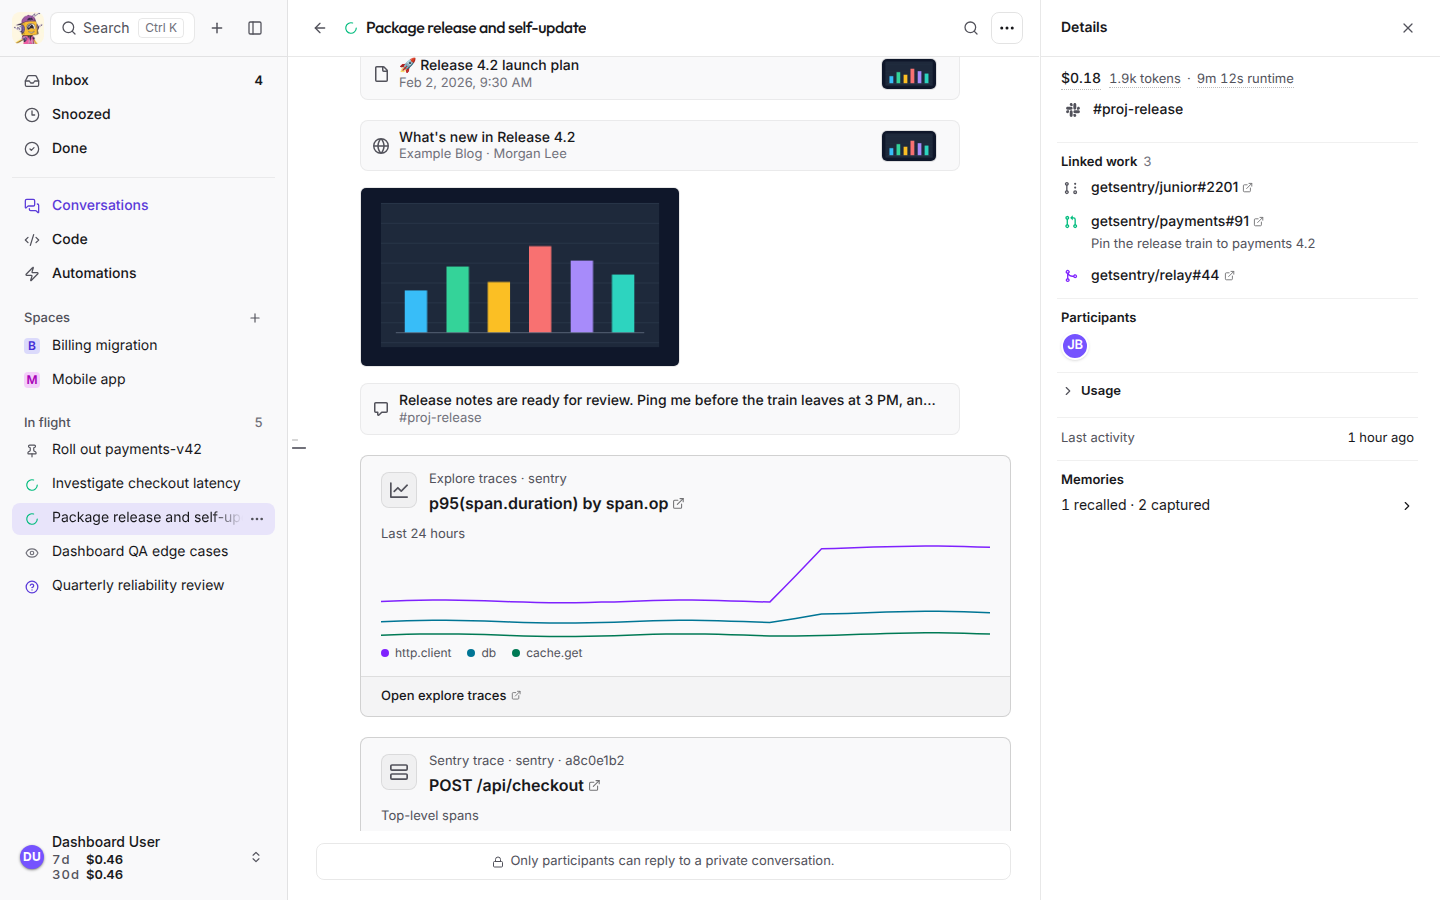 Search Ctrl K
Inbox 4
Snoozed
Done
Conversations
Code
Automations
Spaces
B Billing migration
M Mobile app
In flight 5
Roll out payments-v42
Investigate checkout latency
Package release and self-up
Dashboard QA edge cases
Quarterly reliability review
DU Dashboard User
7d $0.46
30d $0.46
Package release and self-update
🚀 Release 4.2 launch plan
Feb 2, 2026, 9:30 AM
What's new in Release 4.2
Example Blog · Morgan Lee
Release notes are ready for review. Ping me before the train leaves at 3 PM, an...
#proj-release
Explore traces · sentry
p95(span.duration) by span.op
Last 24 hours
http.client db cache.get
Open explore traces
Sentry trace · sentry · a8c0e1b2
POST /api/checkout
Top-level spans
Only participants can reply to a private conversation.
Details
$0.18 1.9k tokens · 9m 12s runtime
#proj-release
Linked work 3
getsentry/junior#2201
getsentry/payments#91
Pin the release train to payments 4.2
getsentry/relay#44
Participants
JB
Usage
Last activity 1 hour ago
Memories
1 recalled · 2 captured